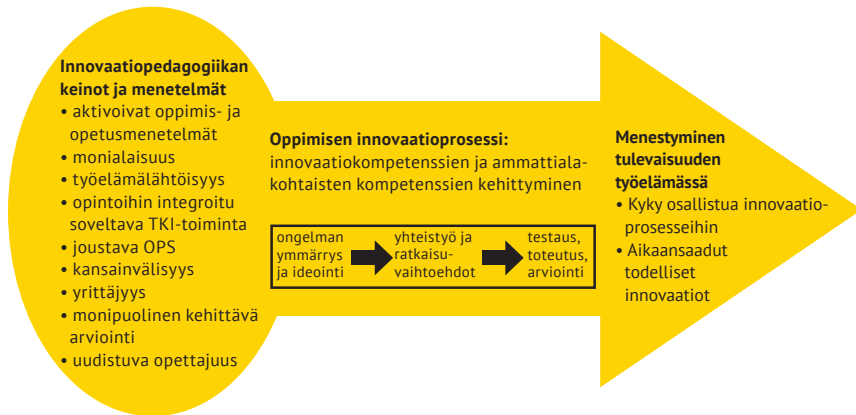 Innovaatiopedagogiikan
keinot ja menetelmät
• aktivoivat oppimis- ja
opetusmenetelmät
• monialaisuus
• työelämälähtöisyys
• opintoihin integroitu
soveltava TKI-toiminta
• joustava OPS
• kansainvälisyys
• yrittäjyys
• monipuolinen kehittävä
arviointi
• uudistuva opettajuus
Oppimisen innovaatioprosessi:
innovaatiokompetenssien ja ammattiala-
kohtaisten kompetenssien kehittyminen
ongelman
ymmärrys
ja ideointi
yhteistyö ja
ratkaisu-
vaihtoehdot
testaus,
toteutus,
arviointi
Menestyminen
tulevaisuuden
työelämässä
• Kyky osallistua innovaatio-
prosesseihin
• Aikaansaadut
todelliset
innovaatiot